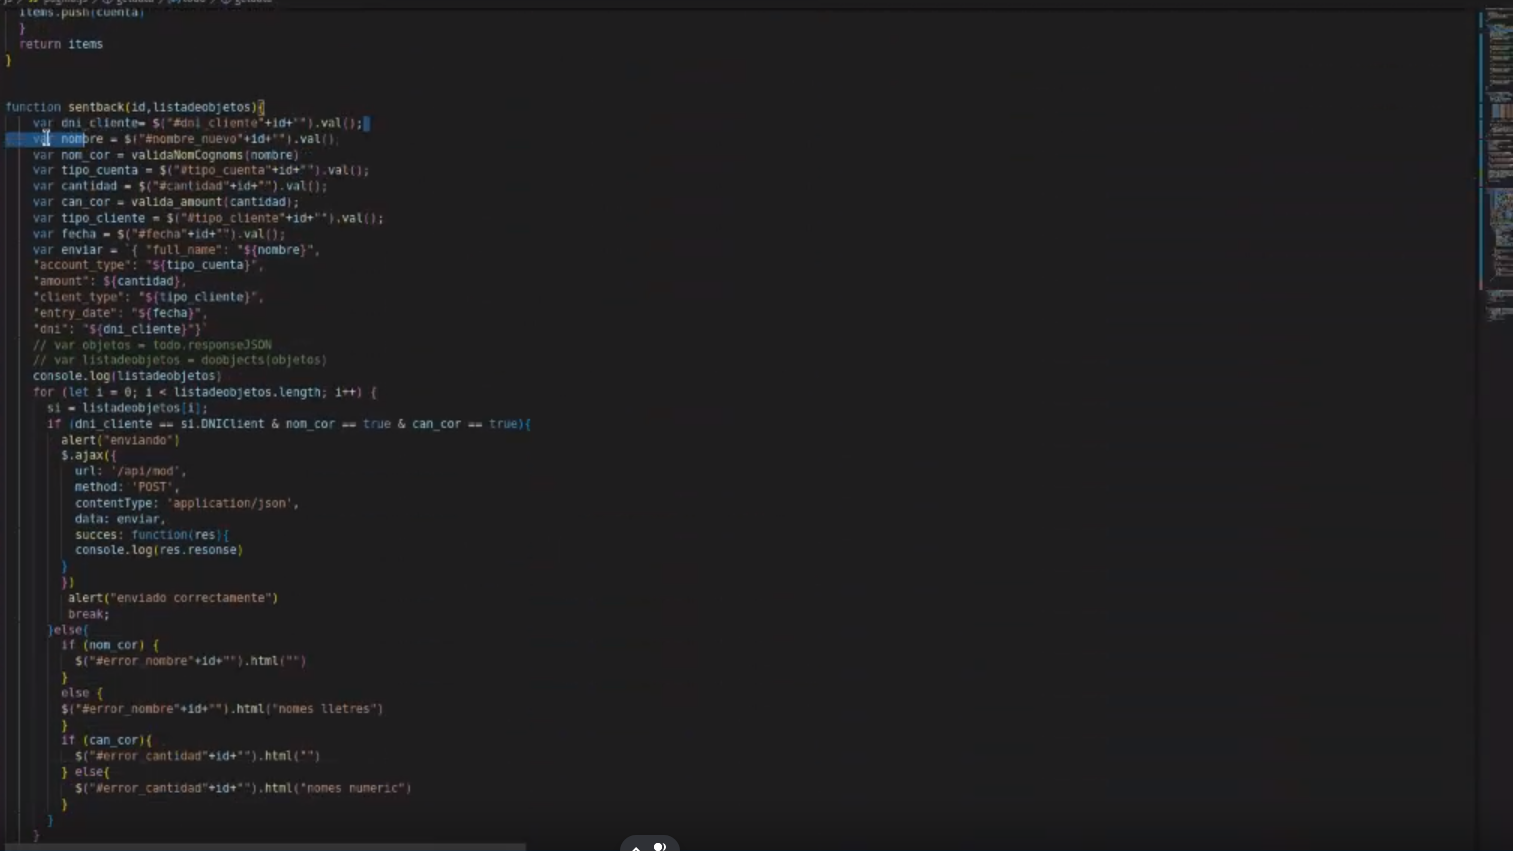 items.push(cuenta)
}
return items
}
function sentback(id,listadeobjetos){
var dni_cliente= $("#dni_cliente"+id+"").val();
var nombre = $("#nombre_nuevo"+id+"").val();
var nom_cor = validaNomCognoms(nombre)
var tipo_cuenta = $("#tipo_cuenta"+id+"").val();
var cantidad = $("#cantidad"+id+"").val();
var can_cor = valida_amount(cantidad);
var tipo_cliente = $("#tipo_cliente"+id+"").val();
var fecha = $("#fecha"+id+"").val();
var enviar = `{ "full_name": "${nombre}",
"account_type": "${tipo_cuenta}",
"amount": ${cantidad},
"client_type": "${tipo_cliente}",
"entry_date": "${fecha}",
"dni": "${dni_cliente}"}`
// var objetos = todo.responseJSON
// var listadeobjetos = doobjects(objetos)
console.log(listadeobjetos)
for (let i = 0; i < listadeobjetos.length; i++) {
si = listadeobjetos[i];
if (dni_cliente == si.DNIClient & nom_cor == true & can_cor == true){
alert("enviando")
$.ajax({
url: '/api/mod',
method: 'POST',
contentType: 'application/json',
data: enviar,
succes: function(res){
console.log(res.resonse)
}
})
alert("enviado correctamente")
break;
}else{
if (nom_cor) {
$("#error_nombre"+id+"").html("")
}
else {
$("#error_nombre"+id+"").html("nomes lletres")
}
if (can_cor){
$("#error_cantidad"+id+"").html("")
} else{
$("#error_cantidad"+id+"").html("nomes numeric")
}
}
}